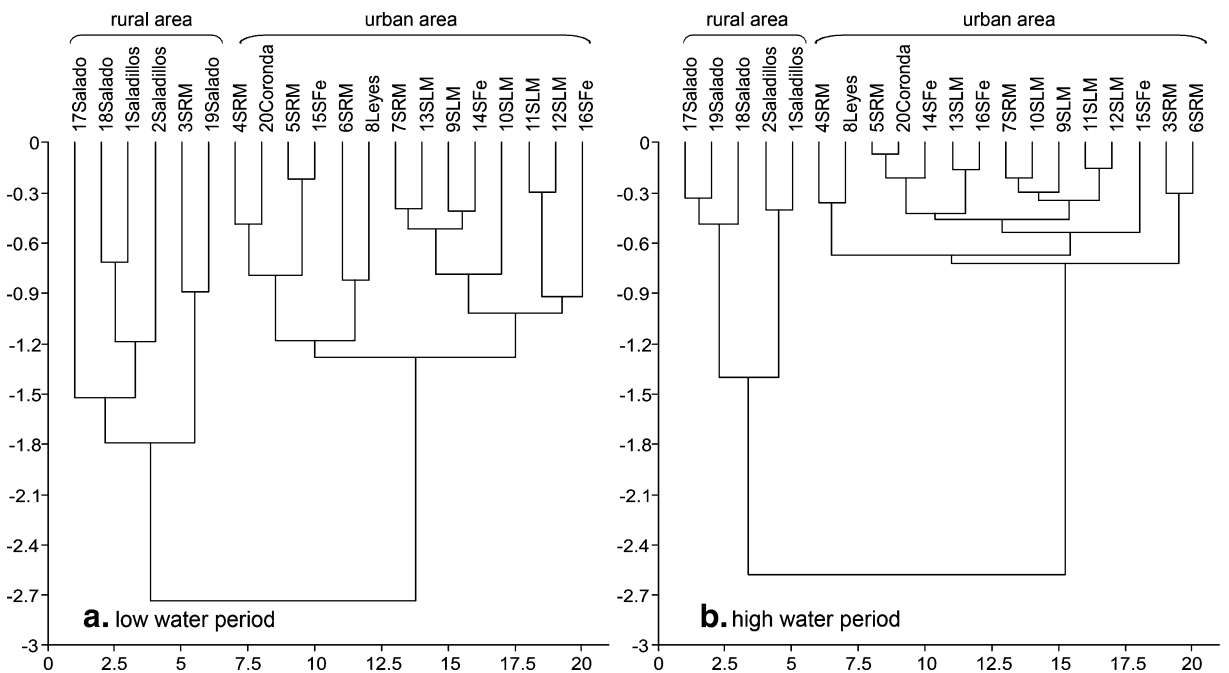 rural area
urban area
17Salado
18Salado
1Saladillos
2Saladillos
3SRM
19Salado
4SRM
20Coronda
5SRM
15SFe
6SRM
8Leyes
7SRM
13SLM
9SLM
14SFe
10SLM
11SLM
12SLM
16SFe
0
-0.3
-0.6
-0.9
-1.2
-1.5
-1.8
-2.1
-2.4
-2.7
-3
a. low water period
0 2.5 5 7.5 10 12.5 15 17.5 20
rural area
urban area
17Salado
19Salado
18Salado
2Saladillos
1Saladillos
4SRM
8Leyes
5SRM
20Coronda
14SFe
13SLM
16SFe
7SRM
10SLM
9SLM
11SLM
12SLM
15SFe
3SRM
6SRM
0
-0.3
-0.6
-0.9
-1.2
-1.5
-1.8
-2.1
-2.4
-2.7
-3
b. high water period
0 2.5 5 7.5 10 12.5 15 17.5 20